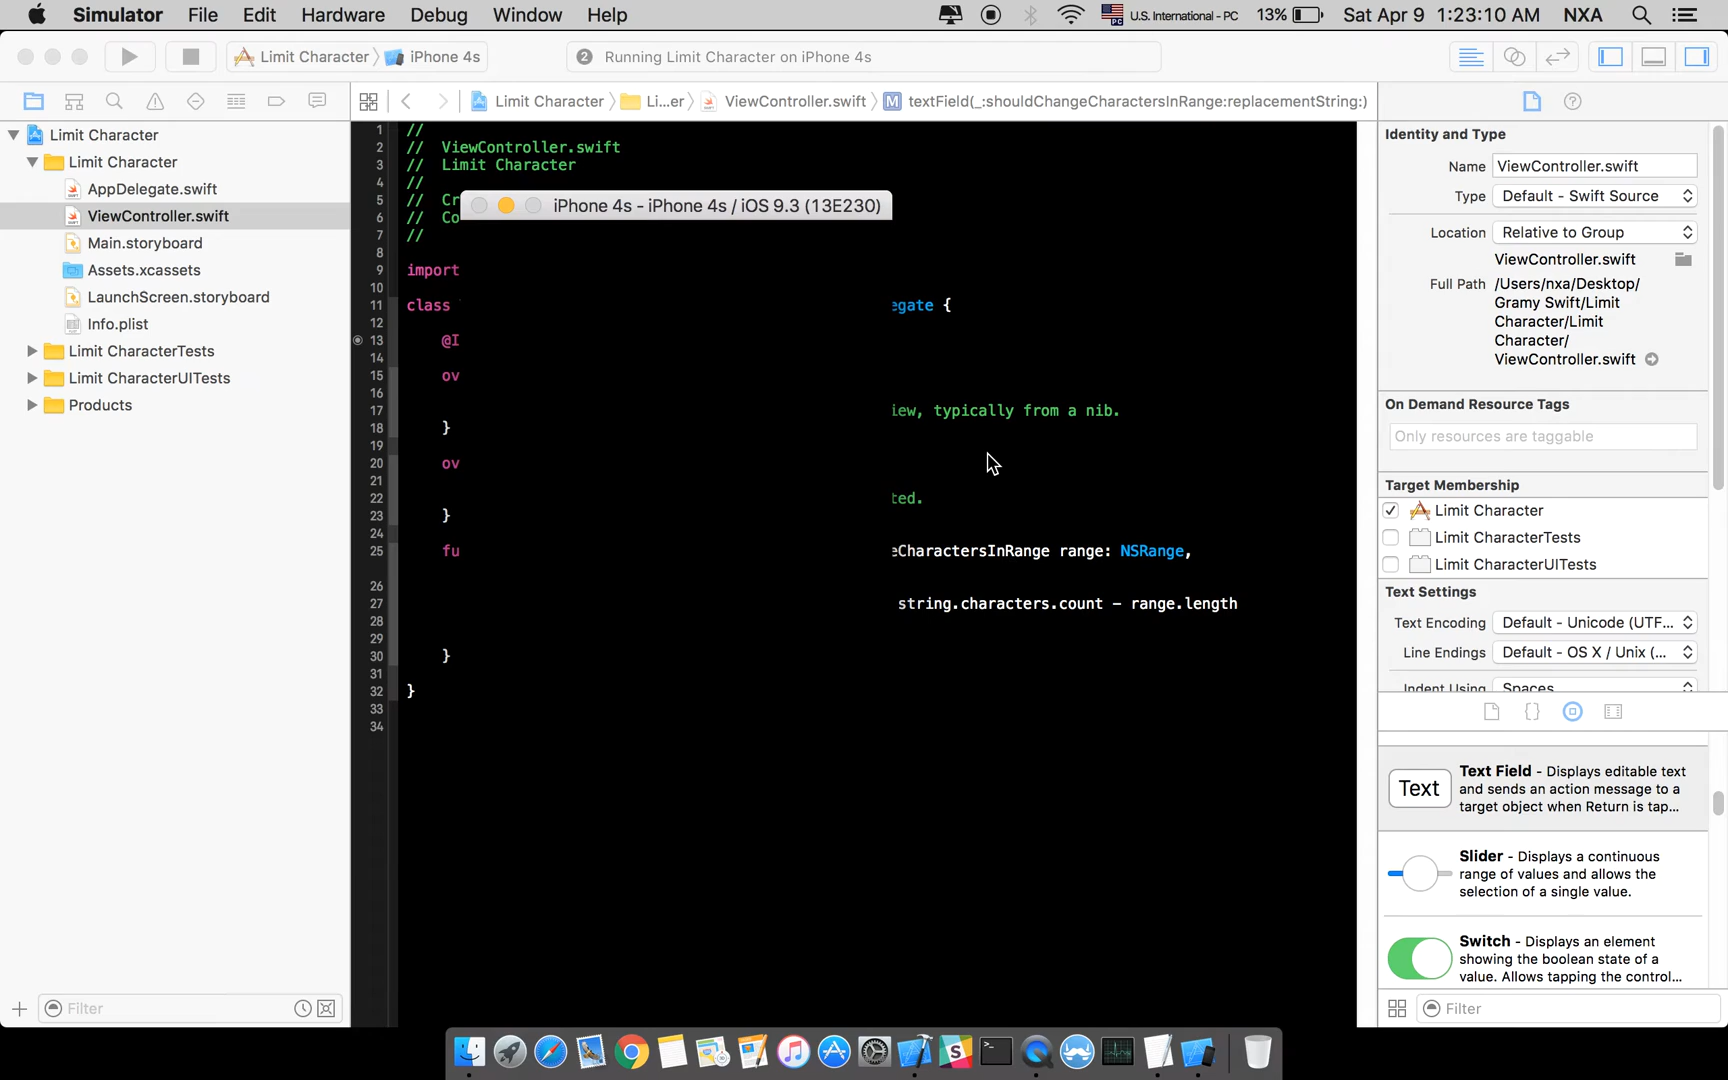 Simulator File Edit Hardware Debug Window Help
U.S. International - PC 13% Sat Apr 9 1:23:10 AM NXA
Limit Character iPhone 4s
2 Running Limit Character on iPhone 4s
Limit Character Li...er ViewController.swift M textField(_:shouldChangeCharactersInRange:replacementString:)
Limit Character
Limit Character
AppDelegate.swift
ViewController.swift
Main.storyboard
Assets.xcassets
LaunchScreen.storyboard
Info.plist
Limit CharacterTests
Limit CharacterUITests
Products
Filter
1 //
2 // ViewController.swift
3 // Limit Character
4 //
5 // Cr
6 // Co
7 //
8
9 import
10
11 class egate {
12
13 @I
14
15 ov
16
17 iew, typically from a nib.
18 }
19
20 ov
21
22 ted.
23 }
24
25 fu eCharactersInRange range: NSRange,
26
27 string.characters.count - range.length
28
29
30 }
31
32 }
33
34
iPhone 4s - iPhone 4s / iOS 9.3 (13E230)
Identity and Type
Name ViewController.swift
Type Default - Swift Source
Location Relative to Group
ViewController.swift
Full Path /Users/nxa/Desktop/
Gramy Swift/Limit
Character/Limit
Character/
ViewController.swift
On Demand Resource Tags
Only resources are taggable
Target Membership
Limit Character
Limit CharacterTests
Limit CharacterUITests
Text Settings
Text Encoding Default - Unicode (UTF...
Line Endings Default - OS X / Unix (...
Indent Using Spaces
Text
Text Field - Displays editable text
and sends an action message to a
target object when Return is tap...
Slider - Displays a continuous
range of values and allows the
selection of a single value.
Switch - Displays an element
showing the boolean state of a
value. Allows tapping the control...
Filter